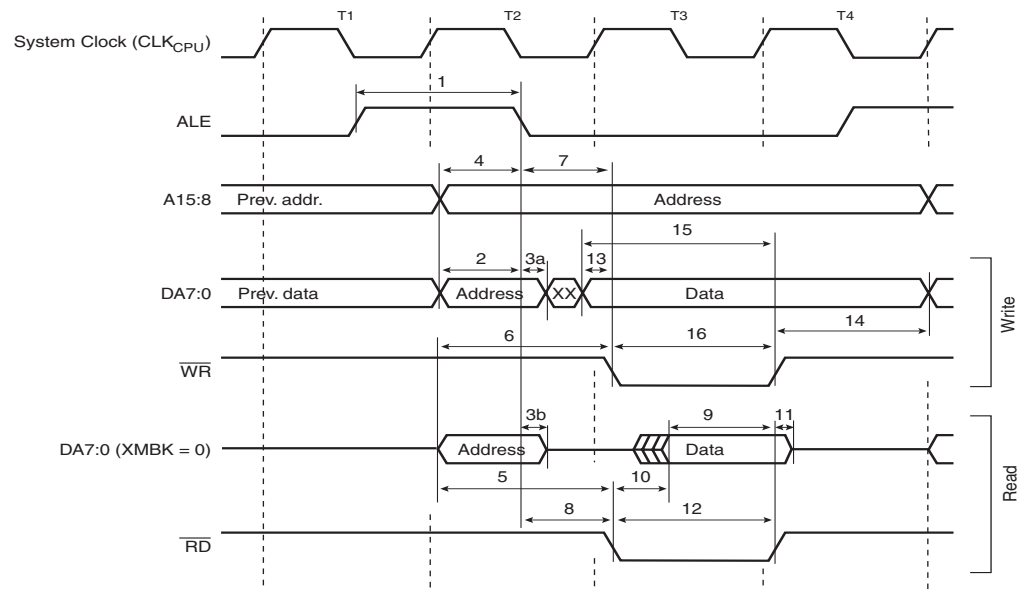 T1 T2 T3 T4
System Clock (CLKCPU)
1
ALE
4 7
A15:8 Prev. addr. Address
15
2 3a 13
DA7:0 Prev. data Address XX Data
14
6 16
WR
Write
3b 9 11
DA7:0 (XMBK = 0) Address Data
5 10
8 12
RD
Read